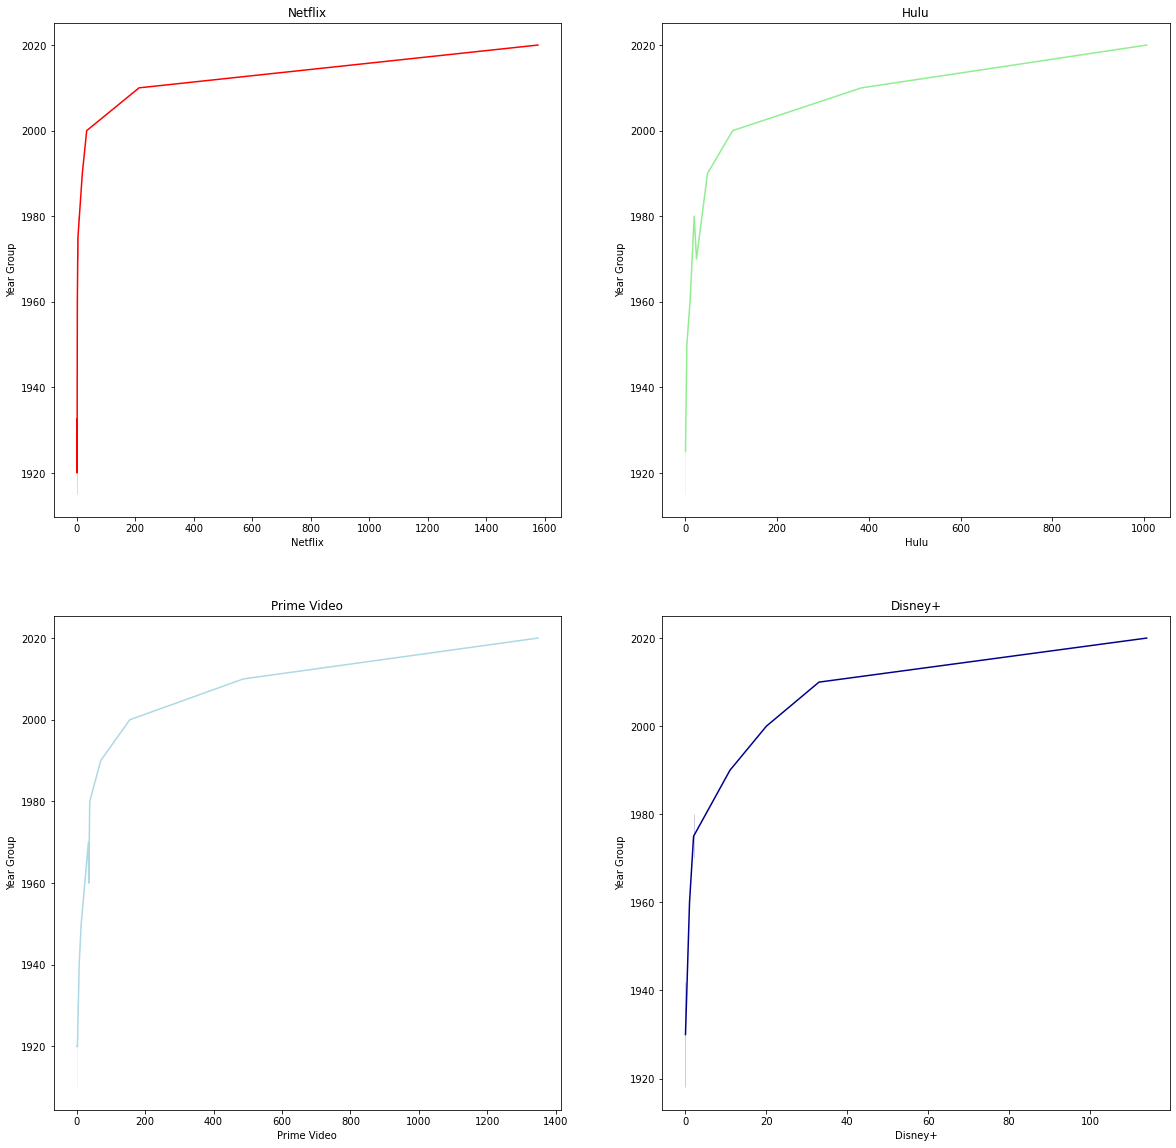 Netflix
2020
2000
1980
1960
1940
1920
Year Group
0 200 400 600 800 1000 1200 1400 1600
Netflix
Hulu
2020
2000
1980
1960
1940
1920
Year Group
0 200 400 600 800 1000
Hulu
Prime Video
2020
2000
1980
1960
1940
1920
Year Group
0 200 400 600 800 1000 1200 1400
Prime Video
Disney+
2020
2000
1980
1960
1940
1920
Year Group
0 20 40 60 80 100
Disney+